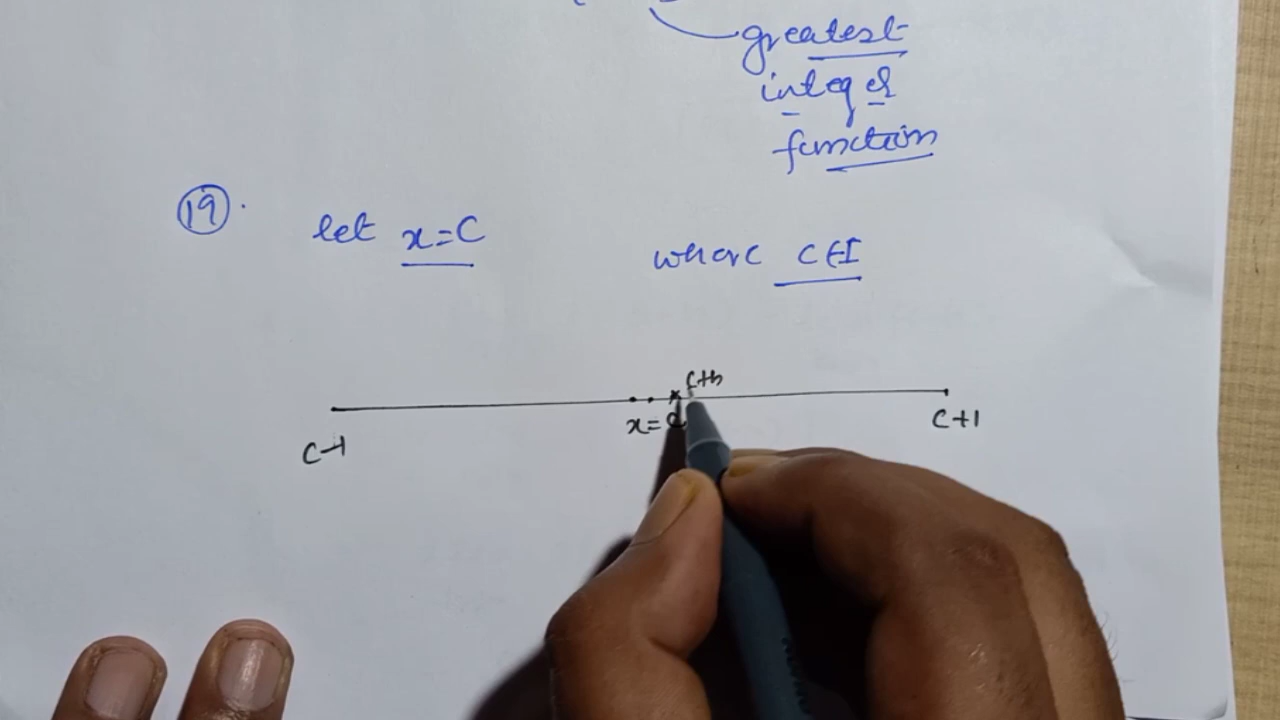 greatest
integer
function
19. let x=C where C∈I
C+h
x=C
C-1 C+1